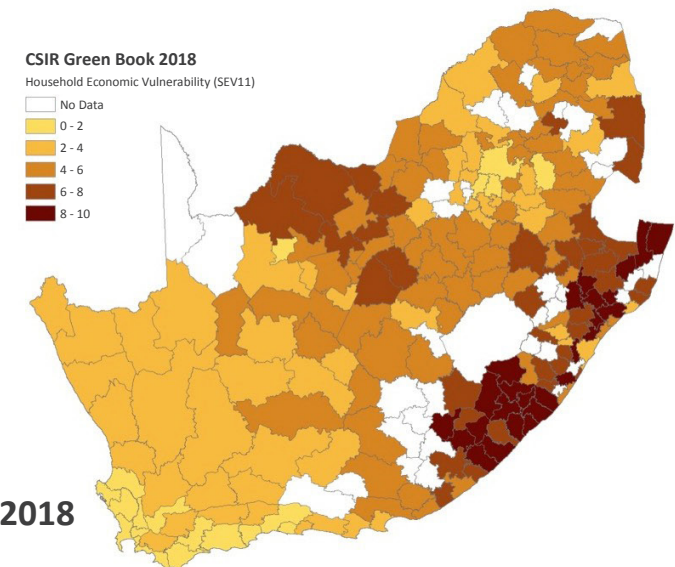 CSIR Green Book 2018
Household Economic Vulnerability (SEV11)
No Data
0 - 2
2 - 4
4 - 6
6 - 8
8 - 10
2018